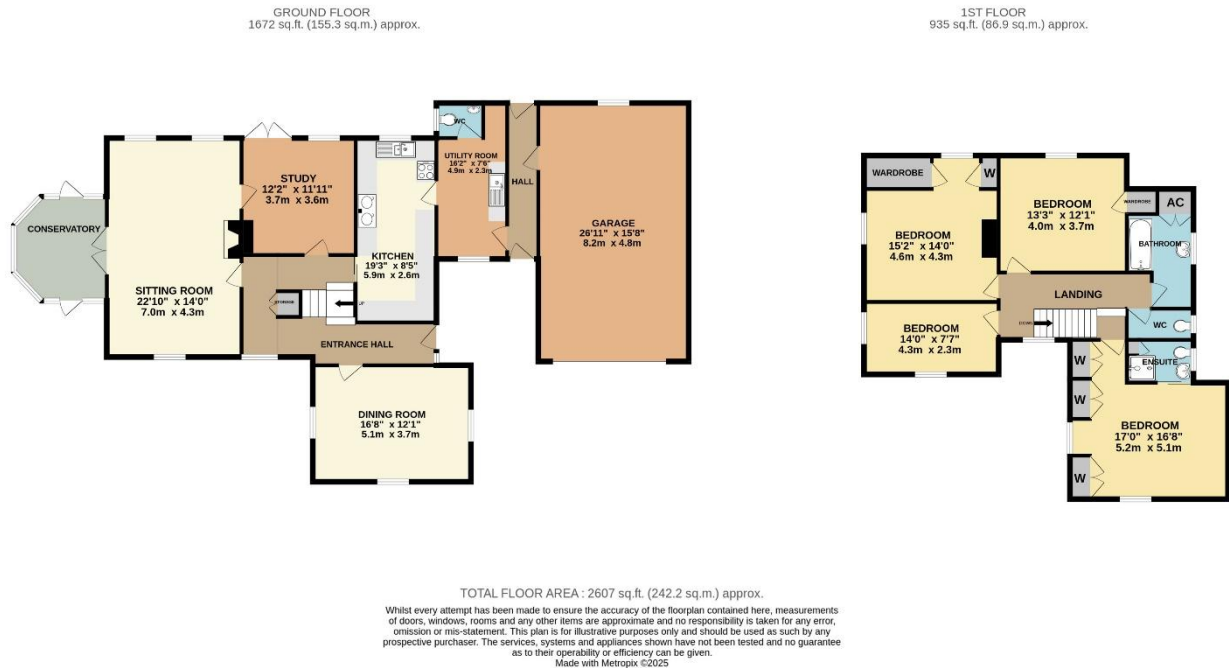 GROUND FLOOR
1672 sq.ft. (155.3 sq.m.) approx.
1ST FLOOR
935 sq.ft. (86.9 sq.m.) approx.
WC
UTILITY ROOM
16'2" x 7'6"
4.9m x 2.3m
HALL
STUDY
12'2" x 11'11"
3.7m x 3.6m
GARAGE
26'11" x 15'8"
8.2m x 4.8m
CONSERVATORY
KITCHEN
19'3" x 8'5"
5.9m x 2.6m
SITTING ROOM
22'10" x 14'0"
7.0m x 4.3m
STORAGE
UP
ENTRANCE HALL
DINING ROOM
16'8" x 12'1"
5.1m x 3.7m
WARDROBE
W
BEDROOM
13'3" x 12'1"
4.0m x 3.7m
WARDROBE
AC
BEDROOM
15'2" x 14'0"
4.6m x 4.3m
BATHROOM
LANDING
BEDROOM
14'0" x 7'7"
4.3m x 2.3m
DOWN
WC
ENSUITE
W
W
BEDROOM
17'0" x 16'8"
5.2m x 5.1m
W
TOTAL FLOOR AREA : 2607 sq.ft. (242.2 sq.m.) approx.
Whilst every attempt has been made to ensure the accuracy of the floorplan contained here, measurements
of doors, windows, rooms and any other items are approximate and no responsibility is taken for any error,
omission or mis-statement. This plan is for illustrative purposes only and should be used as such by any
prospective purchaser. The services, systems and appliances shown have not been tested and no guarantee
as to their operability or efficiency can be given.
Made with Metropix ©2025